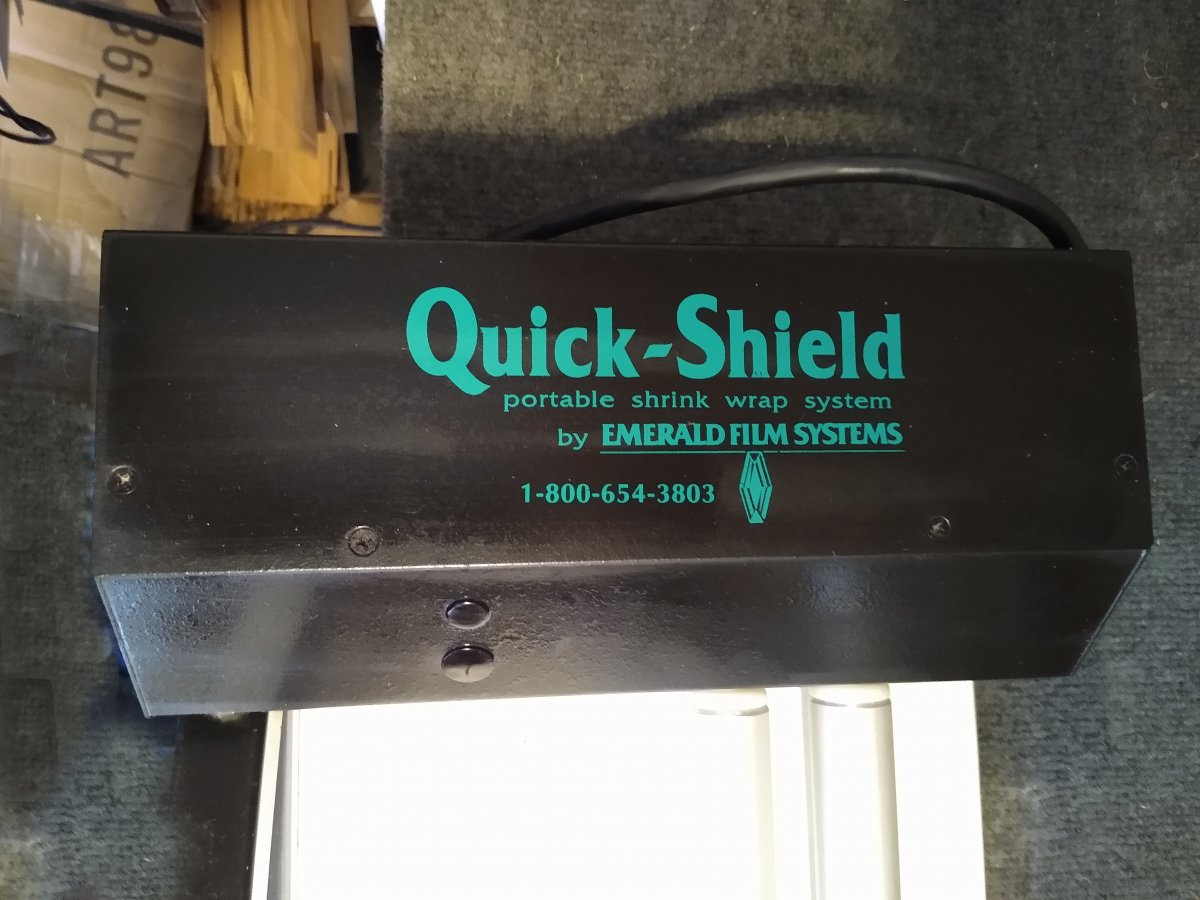 ART98
Quick-Shield
portable shrink wrap system
by EMERALD FILM SYSTEMS
1-800-654-3803